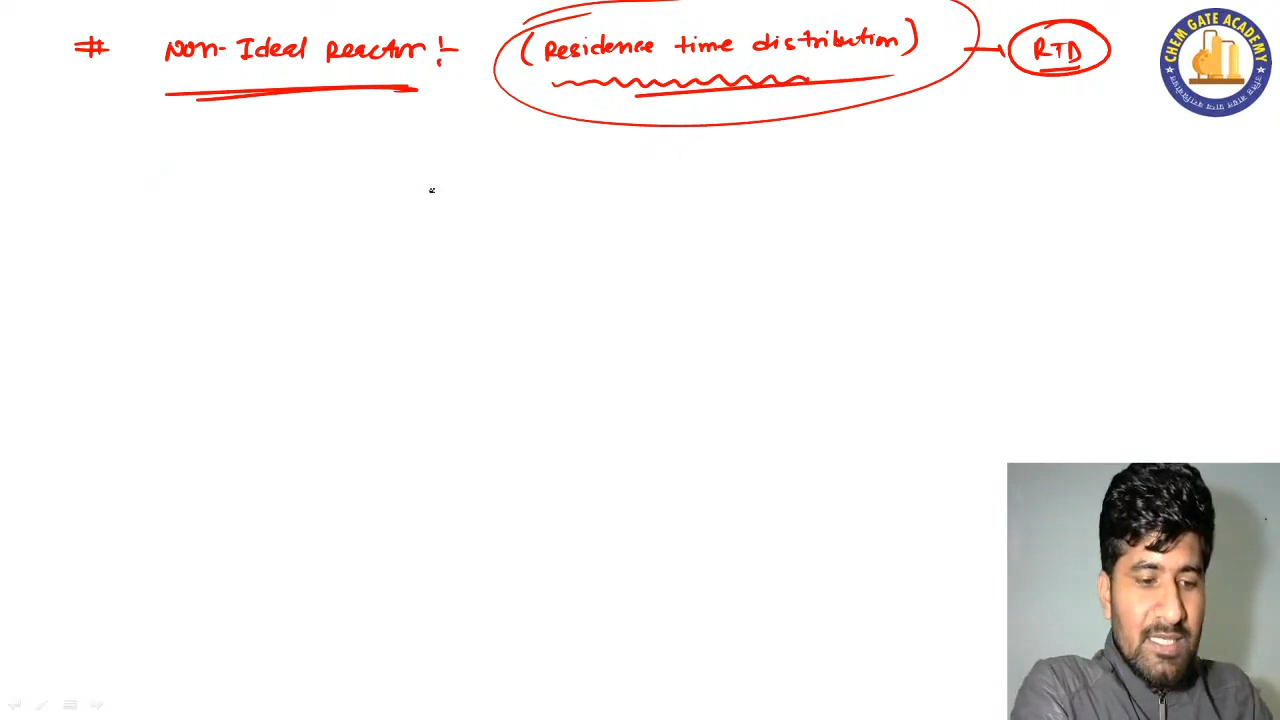 # Non-Ideal Reactor :- (Residence time distribution) → RTD
CHEM GATE ACADEMY